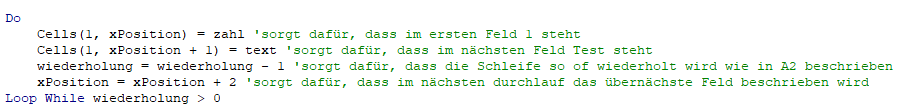 Do
Cells(1, xPosition) = zahl 'sorgt dafür, dass im ersten Feld 1 steht
Cells(1, xPosition + 1) = text 'sorgt dafür, dass im nächsten Feld Test steht
wiederholung = wiederholung - 1 'sorgt dafür, dass die Schleife so of wiederholt wird wie in A2 beschrieben
xPosition = xPosition + 2 'sorgt dafür, dass im nächsten durchlauf das übernächste Feld beschrieben wird
Loop While wiederholung > 0